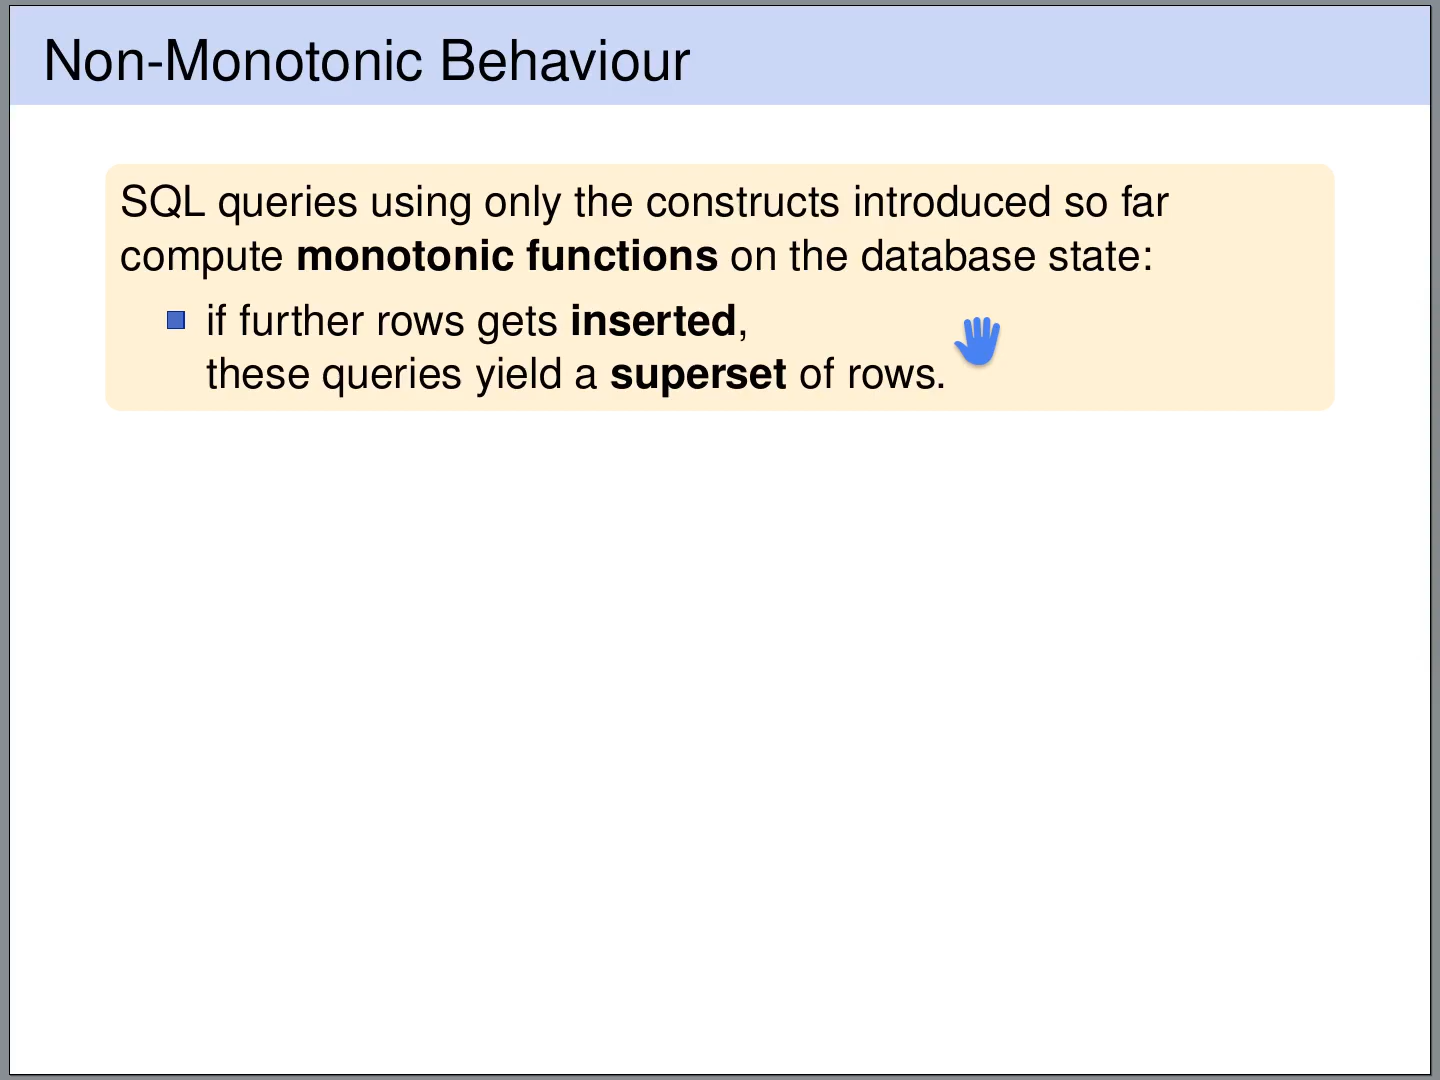 Non-Monotonic Behaviour
SQL queries using only the constructs introduced so far
compute monotonic functions on the database state:
if further rows gets inserted,
these queries yield a superset of rows.